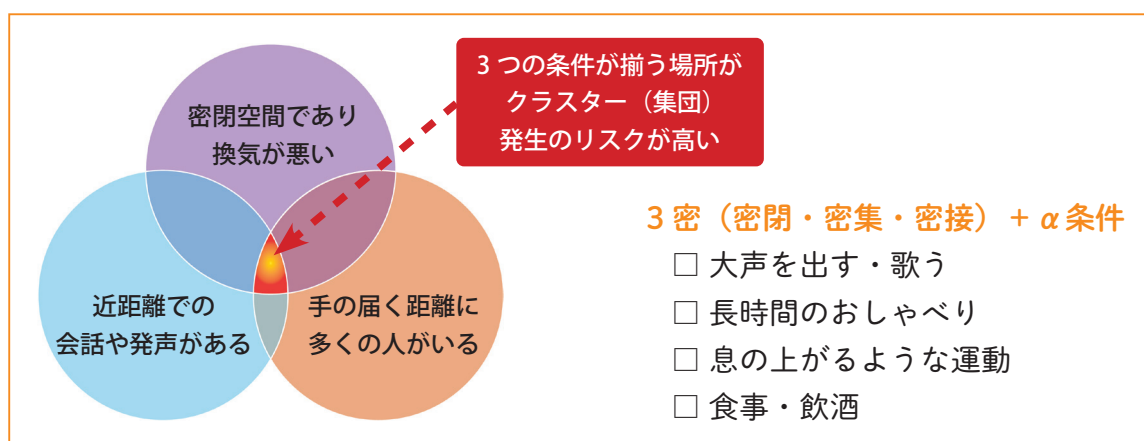 密閉空間であり
換気が悪い
3つの条件が揃う場所が
クラスター（集団）
発生のリスクが高い
近距離での
会話や発声がある
手の届く距離に
多くの人がいる
3密（密閉・密集・密接）+ α条件
□ 大声を出す・歌う
□ 長時間のおしゃべり
□ 息の上がるような運動
□ 食事・飲酒